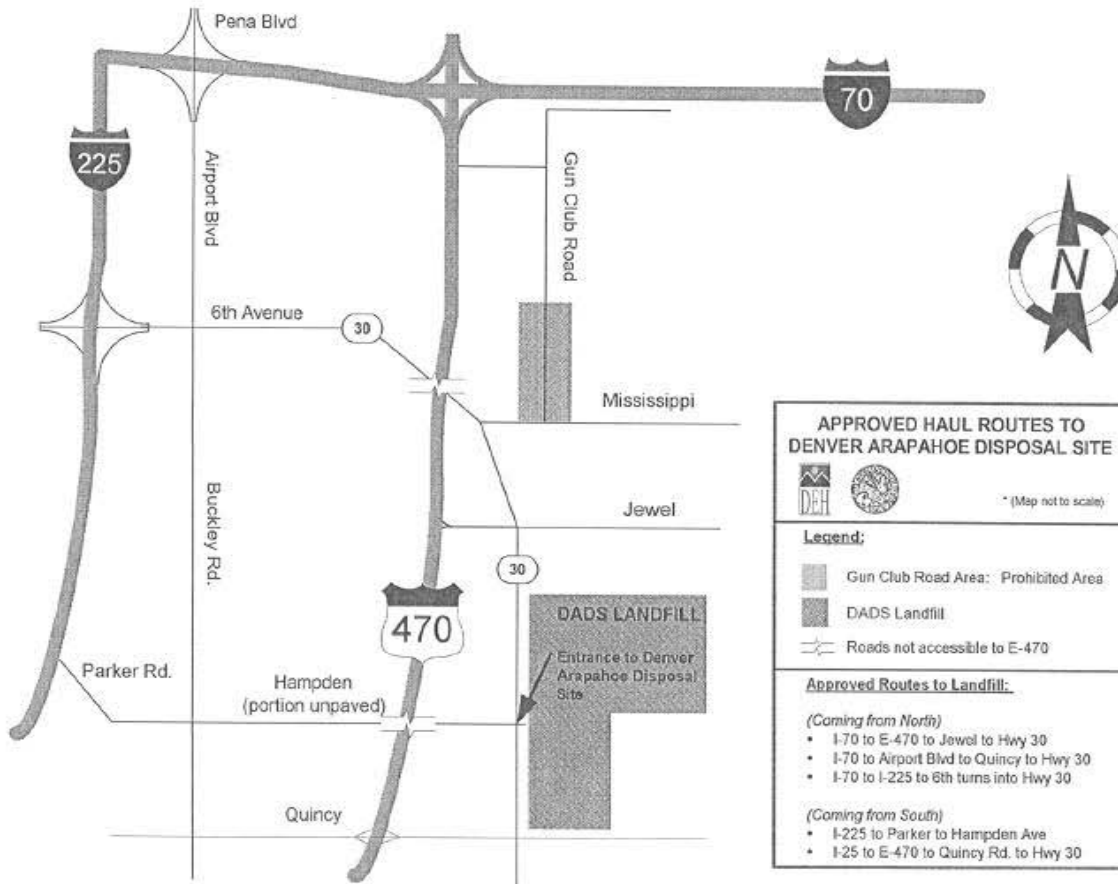 Pena Blvd
70
225
Airport Blvd
Gun Club Road
N
6th Avenue
30
Mississippi
Buckley Rd.
Jewel
30
470
DADS LANDFILL
Entrance to Denver
Arapahoe Disposal
Site
Parker Rd.
Hampden
(portion unpaved)
Quincy
APPROVED HAUL ROUTES TO
DENVER ARAPAHOE DISPOSAL SITE
DEH
* (Map not to scale)
Legend:
Gun Club Road Area: Prohibited Area
DADS Landfill
Roads not accessible to E-470
Approved Routes to Landfill:
(Coming from North)
• I-70 to E-470 to Jewel to Hwy 30
• I-70 to Airport Blvd to Quincy to Hwy 30
• I-70 to I-225 to 6th turns into Hwy 30
(Coming from South)
• I-225 to Parker to Hampden Ave
• I-25 to E-470 to Quincy Rd. to Hwy 30